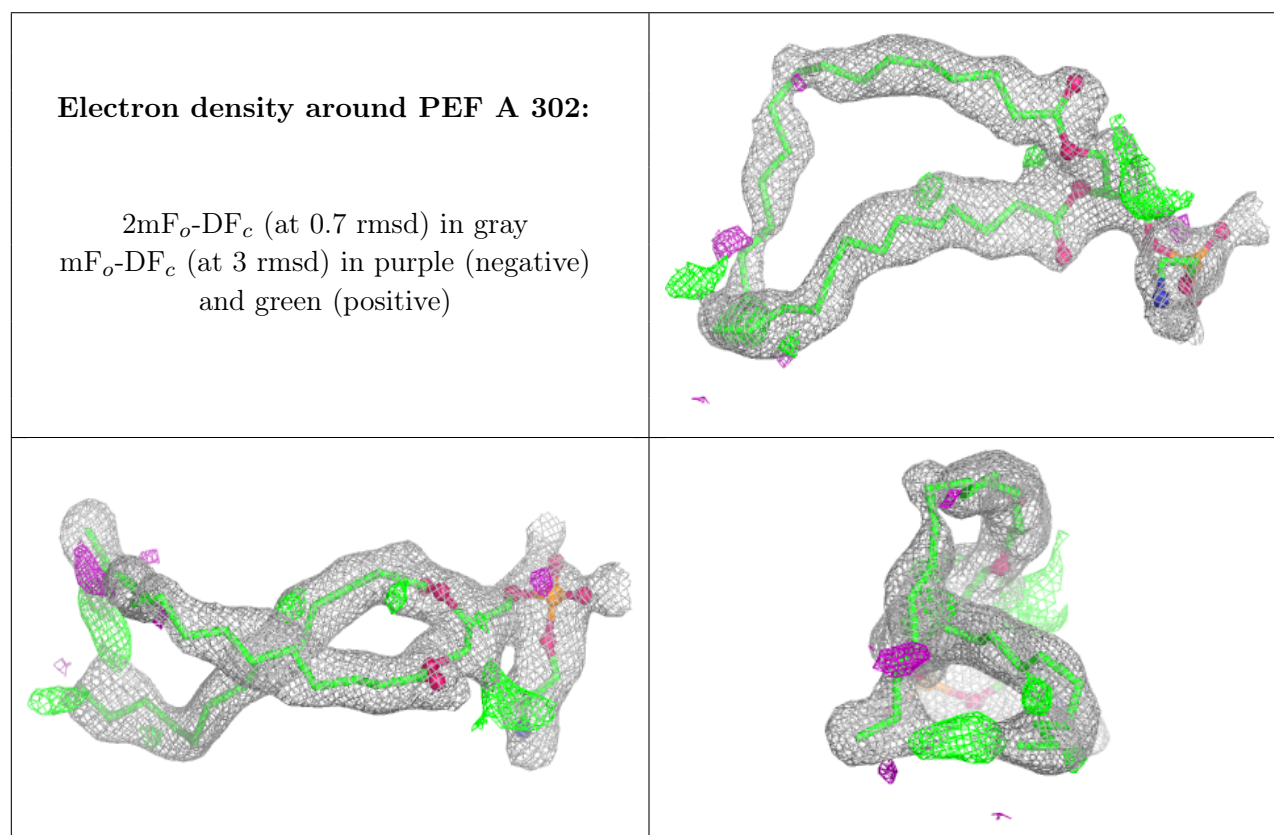 Electron density around PEF A 302:
2mFo-DFc (at 0.7 rmsd) in gray
mFo-DFc (at 3 rmsd) in purple (negative)
and green (positive)